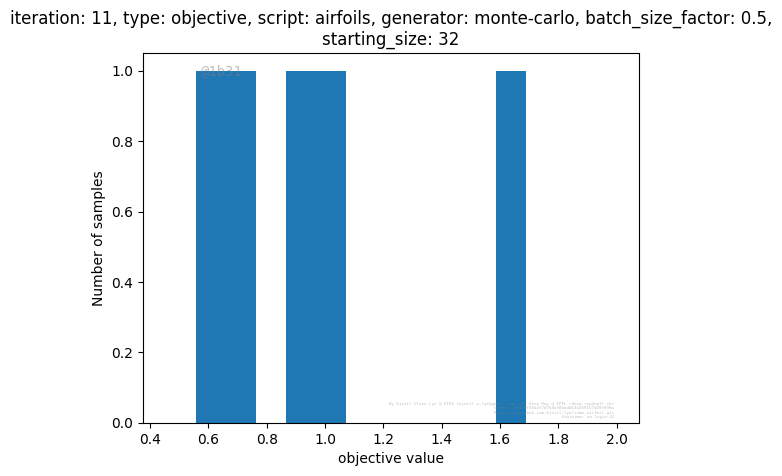 iteration: 11, type: objective, script: airfoils, generator: monte-carlo, batch_size_factor: 0.5,
starting_size: 32
@1b31
1.0
0.8
0.6
0.4
0.2
0.0
Number of samples
0.4 0.6 0.8 1.0 1.2 1.4 1.6 1.8 2.0
objective value